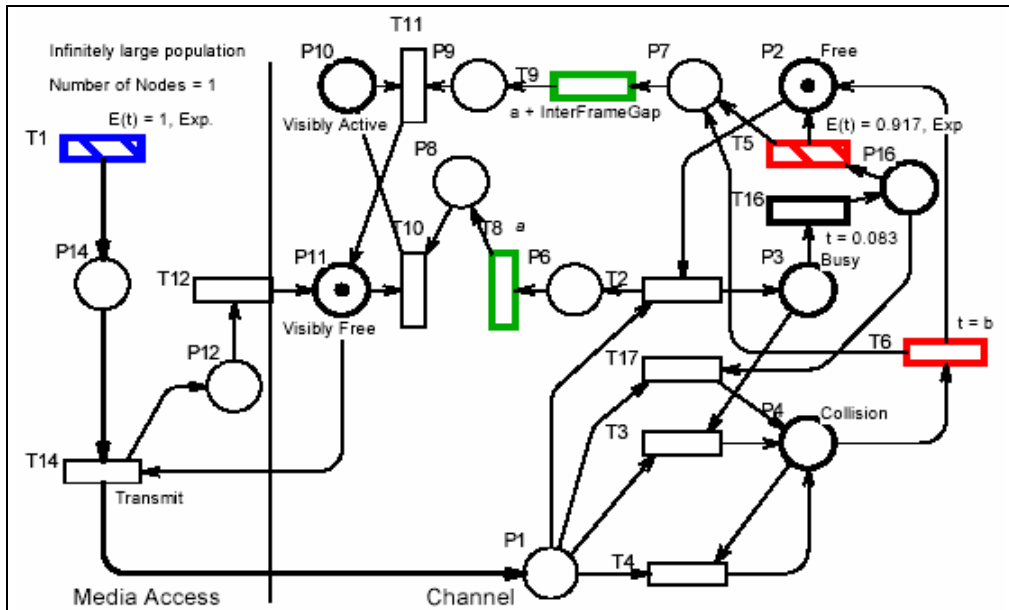 T11
Infinitely large population
P10
P9
P7
P2
Free
Number of Nodes = 1
T9
E(t) = 1, Exp.
a + InterFrameGap
T1
Visibly Active
E(t) = 0.917, Exp
T5
P8
P16
T16
T10
T8
a
P14
T12
P11
P6
T2
t = 0.083
P3
Busy
Visibly Free
t = b
P12
T17
T6
P4
Collision
T3
T14
Transmit
P1
T4
Media Access
Channel